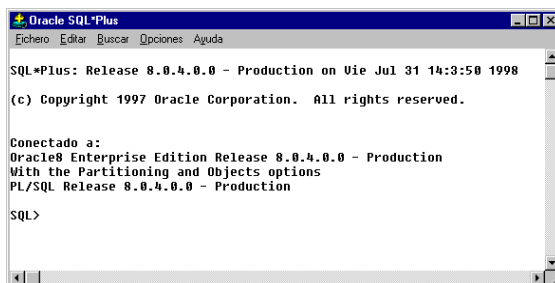 Oracle SQL*Plus
Fichero Editar Buscar Opciones Ayuda
SQL*Plus: Release 8.0.4.0.0 - Production on Vie Jul 31 14:3:50 1998
(c) Copyright 1997 Oracle Corporation.  All rights reserved.
Conectado a:
Oracle8 Enterprise Edition Release 8.0.4.0.0 - Production
With the Partitioning and Objects options
PL/SQL Release 8.0.4.0.0 - Production
SQL>